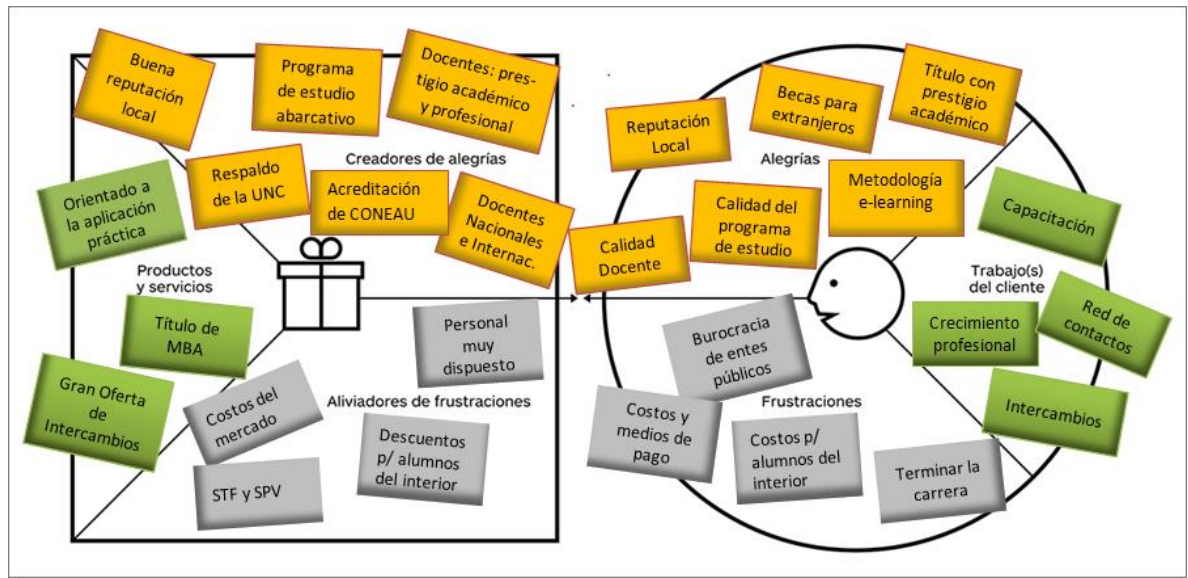 Buena
reputación
local
Programa
de estudio
abarcativo
Docentes: pres-
tigio académico
y profesional
Creadores de alegrías
Orientado a
la aplicación
práctica
Respaldo
de la UNC
Acreditación
de CONEAU
Docentes
Nacionales
e Internac.
Productos
y servicios
Título de
MBA
Gran Oferta
de
Intercambios
Personal
muy
dispuesto
Costos del
mercado
Aliviadores de frustraciones
STF y SPV
Descuentos
p/ alumnos
del interior
Reputación
Local
Becas para
extranjeros
Título con
prestigio
académico
Alegrías
Calidad
Docente
Calidad del
programa
de estudio
Metodología
e-learning
Capacitación
Trabajo(s)
del cliente
Crecimiento
profesional
Red de
contactos
Intercambios
Burocracia
de entes
públicos
Frustraciones
Costos y
medios de
pago
Costos p/
alumnos del
interior
Terminar la
carrera